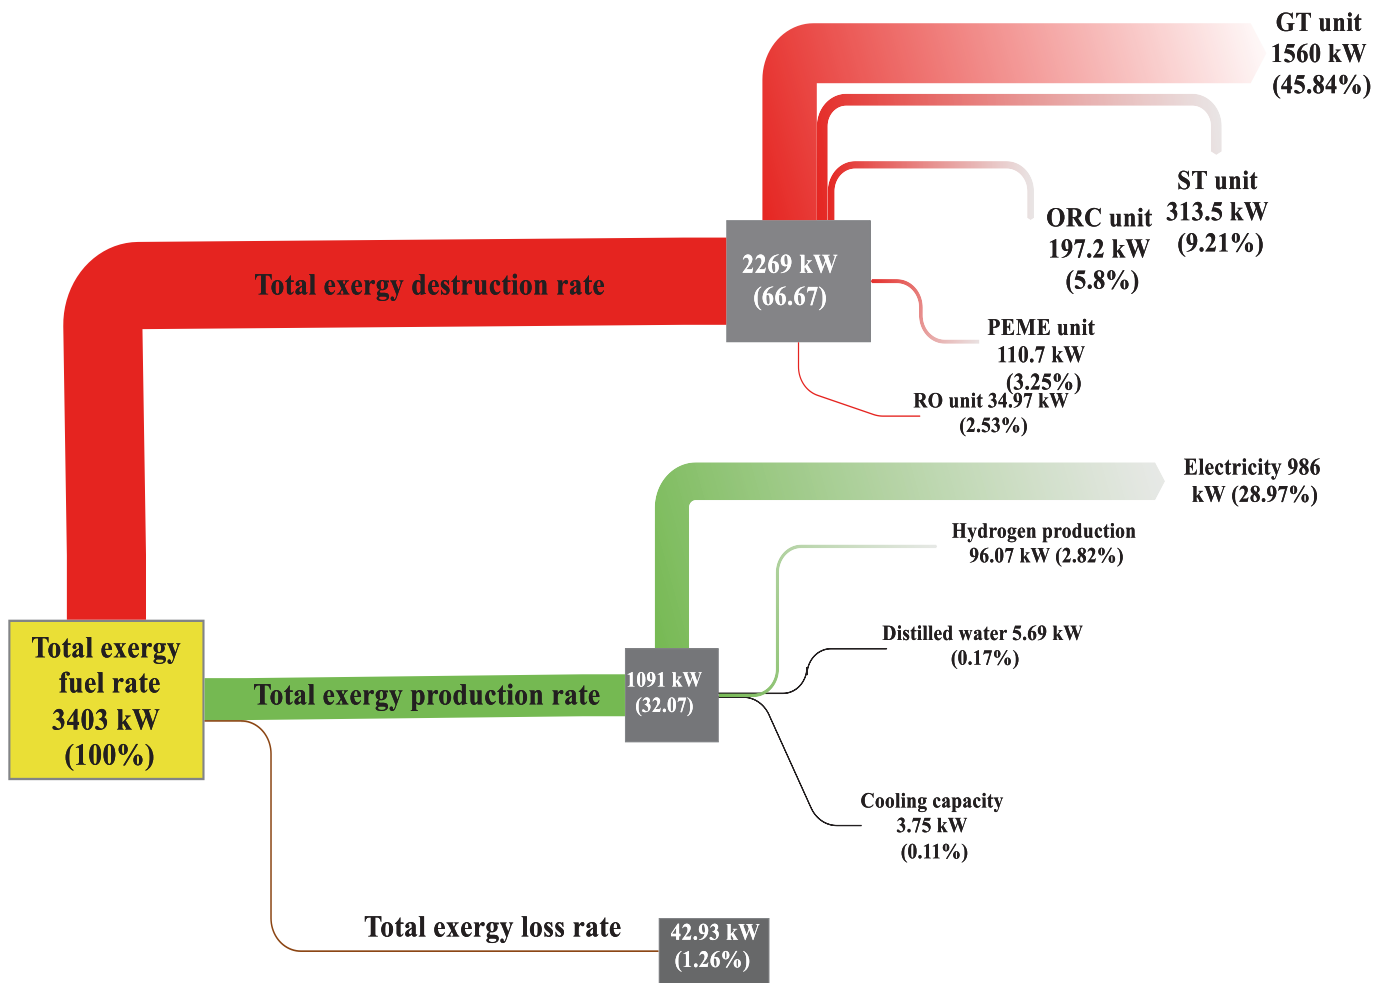 GT unit
1560 kW
(45.84%)
ST unit
313.5 kW
(9.21%)
ORC unit
197.2 kW
(5.8%)
2269 kW
(66.67)
Total exergy destruction rate
PEME unit
110.7 kW
(3.25%)
RO unit 34.97 kW
(2.53%)
Electricity 986
kW (28.97%)
Hydrogen production
96.07 kW (2.82%)
Distilled water 5.69 kW
(0.17%)
Total exergy
fuel rate
3403 kW
(100%)
Total exergy production rate
1091 kW
(32.07)
Cooling capacity
3.75 kW
(0.11%)
Total exergy loss rate
42.93 kW
(1.26%)